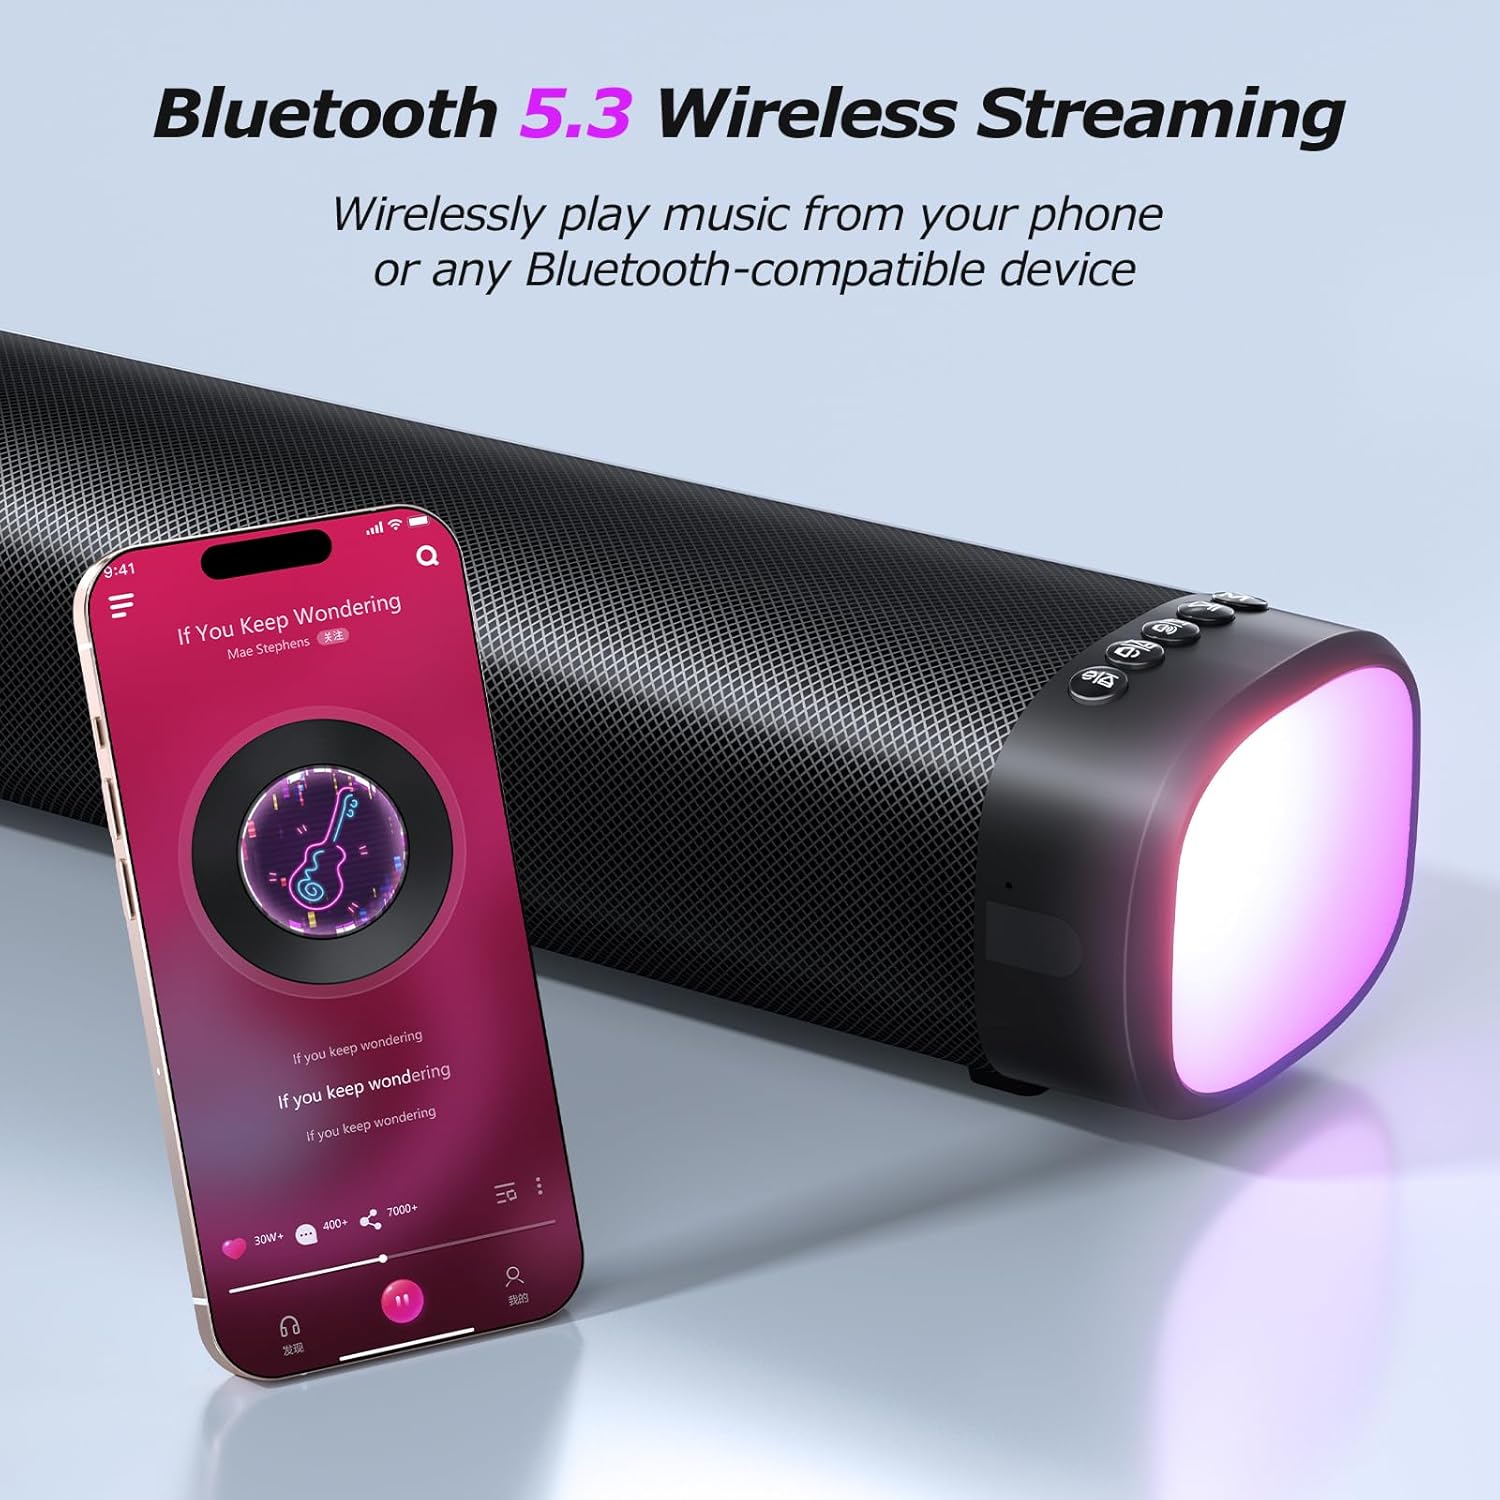 Bluetooth 5.3 Wireless Streaming
Wirelessly play music from your phone
or any Bluetooth-compatible device
9:41
If You Keep Wondering
Mae Stephens 关注
If you keep wondering
If you keep wondering
If you keep wondering
30W+ 400+ 7000+
发现 我的